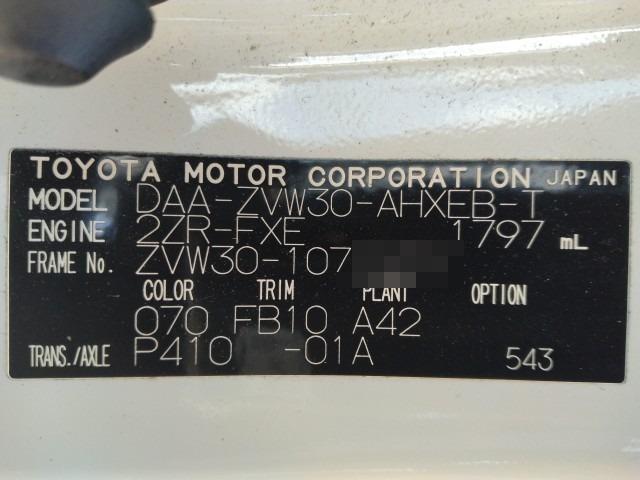 TOYOTA MOTOR CORPORATION JAPAN
MODEL DAA-ZVW30-AHXEB-T
ENGINE 2ZR-FXE 1797 mL
FRAME No. ZVW30-107
COLOR TRIM PLANT OPTION
070 FB10 A42
TRANS./AXLE P410 -01A 543